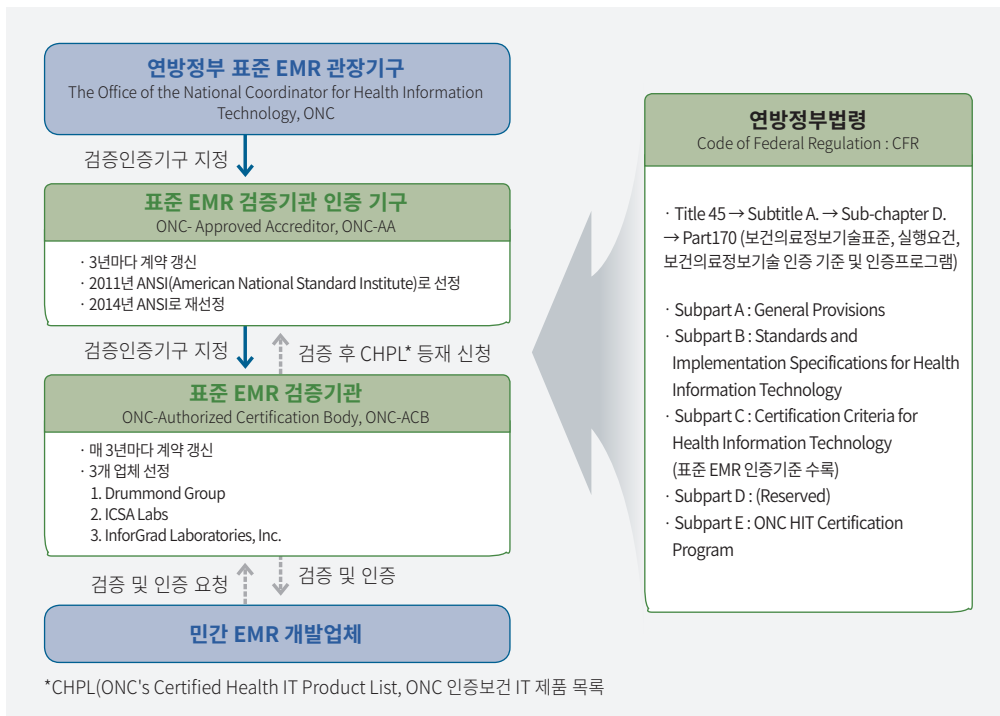 연방정부 표준 EMR 관장기구
The Office of the National Coordinator for Health Information
Technology, ONC
검증인증기구 지정
표준 EMR 검증기관 인증 기구
ONC- Approved Accreditor, ONC-AA
· 3년마다 계약 갱신
· 2011년 ANSI(American National Standard Institute)로 선정
· 2014년 ANSI로 재선정
검증인증기구 지정
검증 후 CHPL* 등재 신청
표준 EMR 검증기관
ONC-Authorized Certification Body, ONC-ACB
· 매 3년마다 계약 갱신
· 3개 업체 선정
1. Drummond Group
2. ICSA Labs
3. InforGrad Laboratories, Inc.
검증 및 인증 요청
검증 및 인증
민간 EMR 개발업체
연방정부법령
Code of Federal Regulation : CFR
· Title 45 → Subtitle A. → Sub-chapter D.
→ Part170 (보건의료정보기술표준, 실행요건,
보건의료정보기술 인증 기준 및 인증프로그램)
· Subpart A : General Provisions
· Subpart B : Standards and
Implementation Specifications for Health
Information Technology
· Subpart C : Certification Criteria for
Health Information Technology
(표준 EMR 인증기준 수록)
· Subpart D : (Reserved)
· Subpart E : ONC HIT Certification
Program
*CHPL(ONC's Certified Health IT Product List, ONC 인증보건 IT 제품 목록